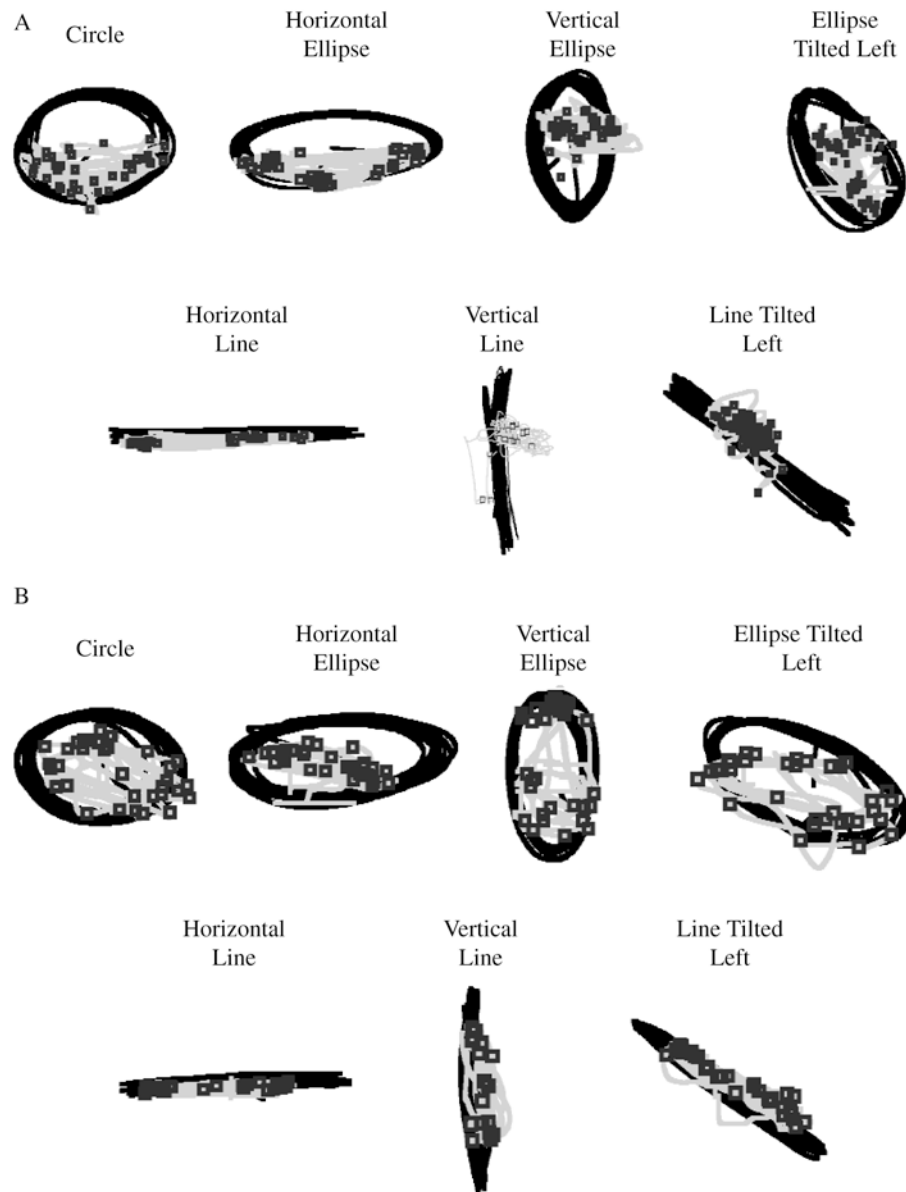 A
Circle
Horizontal
Ellipse
Vertical
Ellipse
Ellipse
Tilted Left
Horizontal
Line
Vertical
Line
Line Tilted
Left
B
Circle
Horizontal
Ellipse
Vertical
Ellipse
Ellipse Tilted
Left
Horizontal
Line
Vertical
Line
Line Tilted
Left